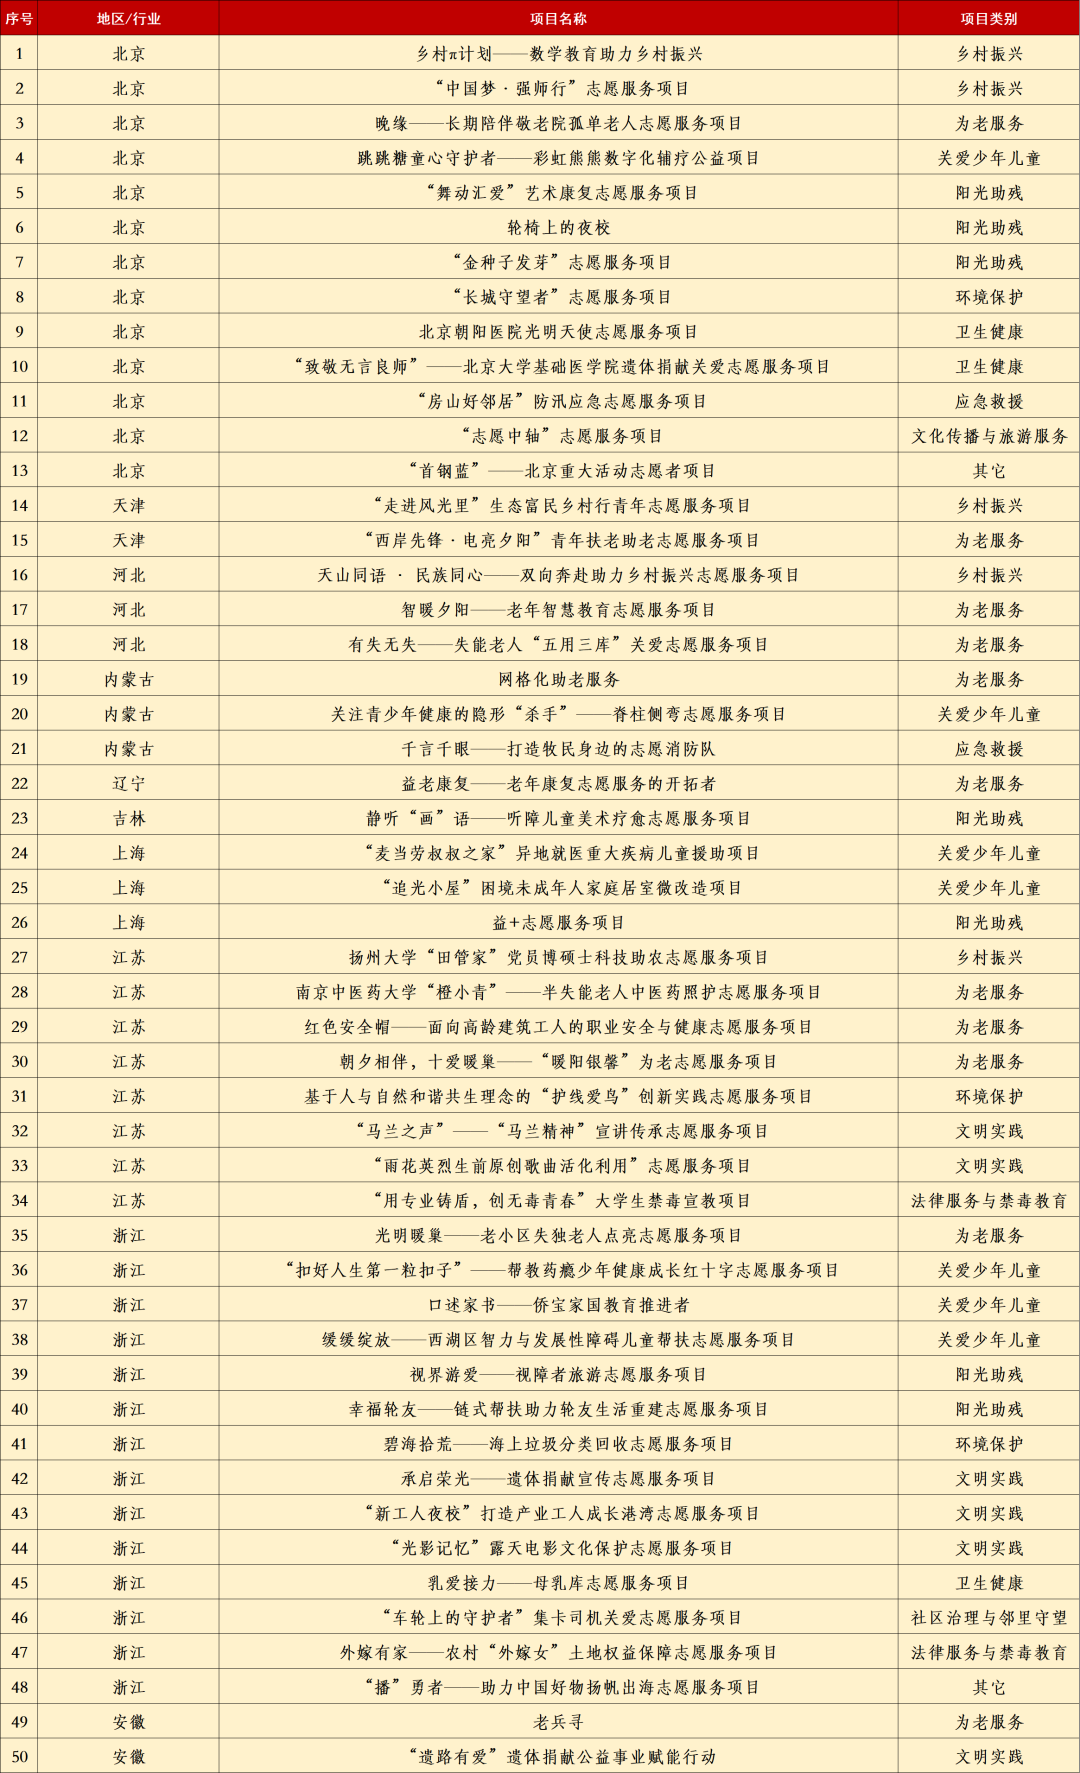 序号 地区/行业 项目名称 项目类别
1 北京 乡村π计划——数学教育助力乡村振兴 乡村振兴
2 北京 “中国梦·强师行”志愿服务项目 乡村振兴
3 北京 晚缘——长期陪伴敬老院孤单老人志愿服务项目 为老服务
4 北京 跳跳糖童心守护者——彩虹熊熊数字化辅疗公益项目 关爱少年儿童
5 北京 “舞动汇爱”艺术康复志愿服务项目 阳光助残
6 北京 轮椅上的夜校 阳光助残
7 北京 “金种子发芽”志愿服务项目 阳光助残
8 北京 “长城守望者”志愿服务项目 环境保护
9 北京 北京朝阳医院光明天使志愿服务项目 卫生健康
10 北京 “致敬无言良师”——北京大学基础医学院遗体捐献关爱志愿服务项目 卫生健康
11 北京 “房山好邻居”防汛应急志愿服务项目 应急救援
12 北京 “志愿中轴”志愿服务项目 文化传播与旅游服务
13 北京 “首钢蓝”——北京重大活动志愿者项目 其它
14 天津 “走进风光里”生态富民乡村行青年志愿服务项目 乡村振兴
15 天津 “西岸先锋·电亮夕阳”青年扶老助老志愿服务项目 为老服务
16 河北 天山同语 · 民族同心——双向奔赴助力乡村振兴志愿服务项目 乡村振兴
17 河北 智暖夕阳——老年智慧教育志愿服务项目 为老服务
18 河北 有失无失——失能老人“五用三库”关爱志愿服务项目 为老服务
19 内蒙古 网格化助老服务 为老服务
20 内蒙古 关注青少年健康的隐形“杀手”——脊柱侧弯志愿服务项目 关爱少年儿童
21 内蒙古 千言千眼——打造牧民身边的志愿消防队 应急救援
22 辽宁 益老康复——老年康复志愿服务的开拓者 为老服务
23 吉林 静听“画”语——听障儿童美术疗愈志愿服务项目 阳光助残
24 上海 “麦当劳叔叔之家”异地就医重大疾病儿童援助项目 关爱少年儿童
25 上海 “追光小屋”困境未成年人家庭居室微改造项目 关爱少年儿童
26 上海 益+志愿服务项目 阳光助残
27 江苏 扬州大学“田管家”党员博硕士科技助农志愿服务项目 乡村振兴
28 江苏 南京中医药大学“橙小青”——半失能老人中医药照护志愿服务项目 为老服务
29 江苏 红色安全帽——面向高龄建筑工人的职业安全与健康志愿服务项目 为老服务
30 江苏 朝夕相伴，十爱暖巢——“暖阳银馨”为老志愿服务项目 为老服务
31 江苏 基于人与自然和谐共生理念的“护线爱鸟”创新实践志愿服务项目 环境保护
32 江苏 “马兰之声”——“马兰精神”宣讲传承志愿服务项目 文明实践
33 江苏 “雨花英烈生前原创歌曲活化利用”志愿服务项目 文明实践
34 江苏 “用专业铸盾，创无毒青春”大学生禁毒宣教项目 法律服务与禁毒教育
35 浙江 光明暖巢——老小区失独老人点亮志愿服务项目 为老服务
36 浙江 “扣好人生第一粒扣子”——帮教药瘾少年健康成长红十字志愿服务项目 关爱少年儿童
37 浙江 口述家书——侨宝家国教育推进者 关爱少年儿童
38 浙江 缓缓绽放——西湖区智力与发展性障碍儿童帮扶志愿服务项目 关爱少年儿童
39 浙江 视界游爱——视障者旅游志愿服务项目 阳光助残
40 浙江 幸福轮友——链式帮扶助力轮友生活重建志愿服务项目 阳光助残
41 浙江 碧海拾荒——海上垃圾分类回收志愿服务项目 环境保护
42 浙江 承启荣光——遗体捐献宣传志愿服务项目 文明实践
43 浙江 “新工人夜校”打造产业工人成长港湾志愿服务项目 文明实践
44 浙江 “光影记忆”露天电影文化保护志愿服务项目 文明实践
45 浙江 乳爱接力——母乳库志愿服务项目 卫生健康
46 浙江 “车轮上的守护者”集卡司机关爱志愿服务项目 社区治理与邻里守望
47 浙江 外嫁有家——农村“外嫁女”土地权益保障志愿服务项目 法律服务与禁毒教育
48 浙江 “播”勇者——助力中国好物扬帆出海志愿服务项目 其它
49 安徽 老兵寻 为老服务
50 安徽 “遗路有爱”遗体捐献公益事业赋能行动 文明实践